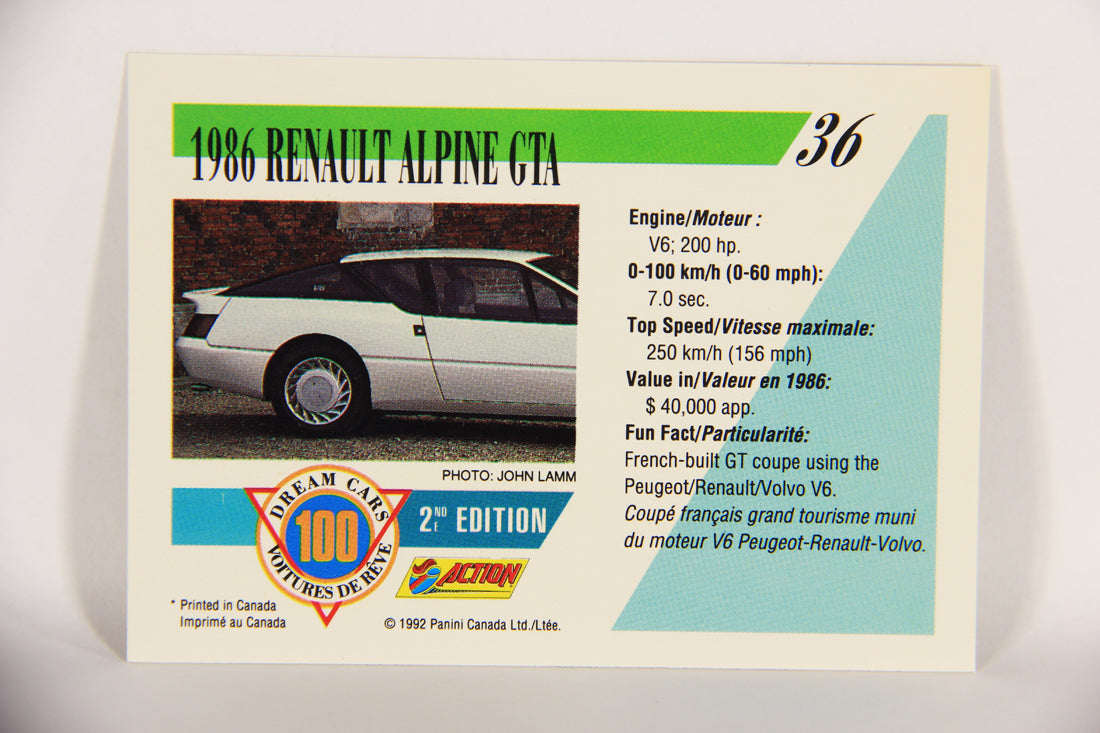 1986 RENAULT ALPINE GTA
36
V6
PHOTO: JOHN LAMM
Engine/Moteur :
V6; 200 hp.
0-100 km/h (0-60 mph):
7.0 sec.
Top Speed/Vitesse maximale:
250 km/h (156 mph)
Value in/Valeur en 1986:
$ 40,000 app.
Fun Fact/Particularité:
French-built GT coupe using the
Peugeot/Renault/Volvo V6.
Coupé français grand tourisme muni
du moteur V6 Peugeot-Renault-Volvo.
DREAM CARS
100
VOITURES DE RÊVE
2ND E EDITION
ACTION
* Printed in Canada
Imprimé au Canada
© 1992 Panini Canada Ltd./Ltée.